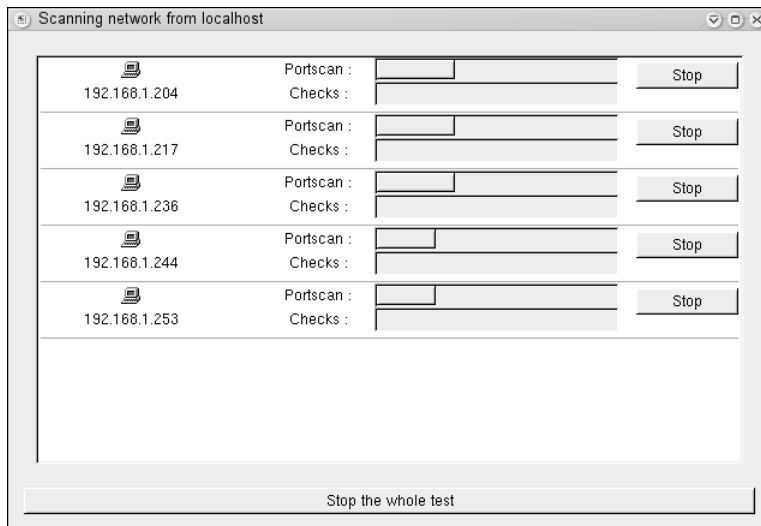 Scanning network from localhost
Portscan :
Stop
192.168.1.204
Checks :
Portscan :
Stop
192.168.1.217
Checks :
Portscan :
Stop
192.168.1.236
Checks :
Portscan :
Stop
192.168.1.244
Checks :
Portscan :
Stop
192.168.1.253
Checks :
Stop the whole test